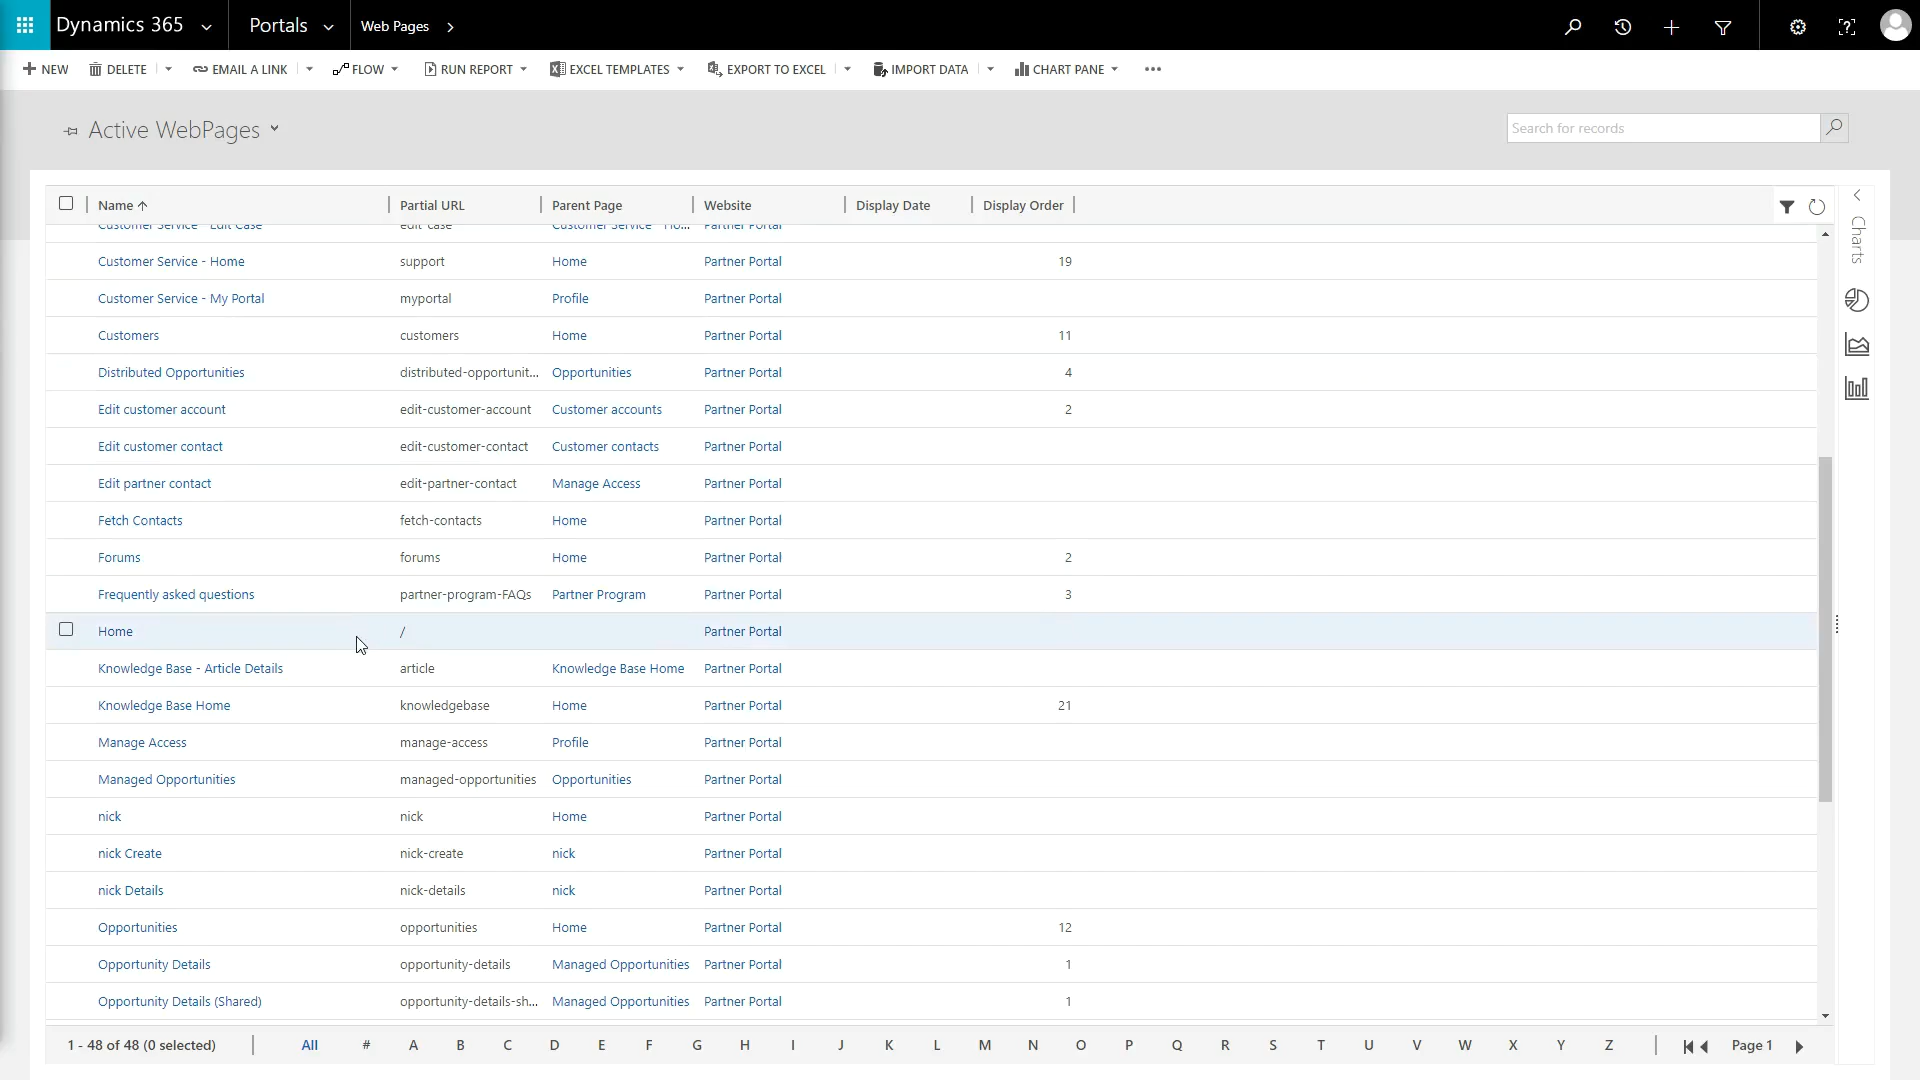 Dynamics 365 Portals Web Pages
NEW DELETE EMAIL A LINK FLOW RUN REPORT EXCEL TEMPLATES EXPORT TO EXCEL IMPORT DATA CHART PANE
Active WebPages Search for records
Name Partial URL Parent Page Website Display Date Display Order
Customer Service - Edit Case edit-case Customer Service - Ho... Partner Portal
Customer Service - Home support Home Partner Portal 19
Customer Service - My Portal myportal Profile Partner Portal
Customers customers Home Partner Portal 11
Distributed Opportunities distributed-opportunit... Opportunities Partner Portal 4
Edit customer account edit-customer-account Customer accounts Partner Portal 2
Edit customer contact edit-customer-contact Customer contacts Partner Portal
Edit partner contact edit-partner-contact Manage Access Partner Portal
Fetch Contacts fetch-contacts Home Partner Portal
Forums forums Home Partner Portal 2
Frequently asked questions partner-program-FAQs Partner Program Partner Portal 3
Home / Partner Portal
Knowledge Base - Article Details article Knowledge Base Home Partner Portal
Knowledge Base Home knowledgebase Home Partner Portal 21
Manage Access manage-access Profile Partner Portal
Managed Opportunities managed-opportunities Opportunities Partner Portal
nick nick Home Partner Portal
nick Create nick-create nick Partner Portal
nick Details nick-details nick Partner Portal
Opportunities opportunities Home Partner Portal 12
Opportunity Details opportunity-details Managed Opportunities Partner Portal 1
Opportunity Details (Shared) opportunity-details-sh... Managed Opportunities Partner Portal 1
1 - 48 of 48 (0 selected) All # A B C D E F G H I J K L M N O P Q R S T U V W X Y Z Page 1
Charts